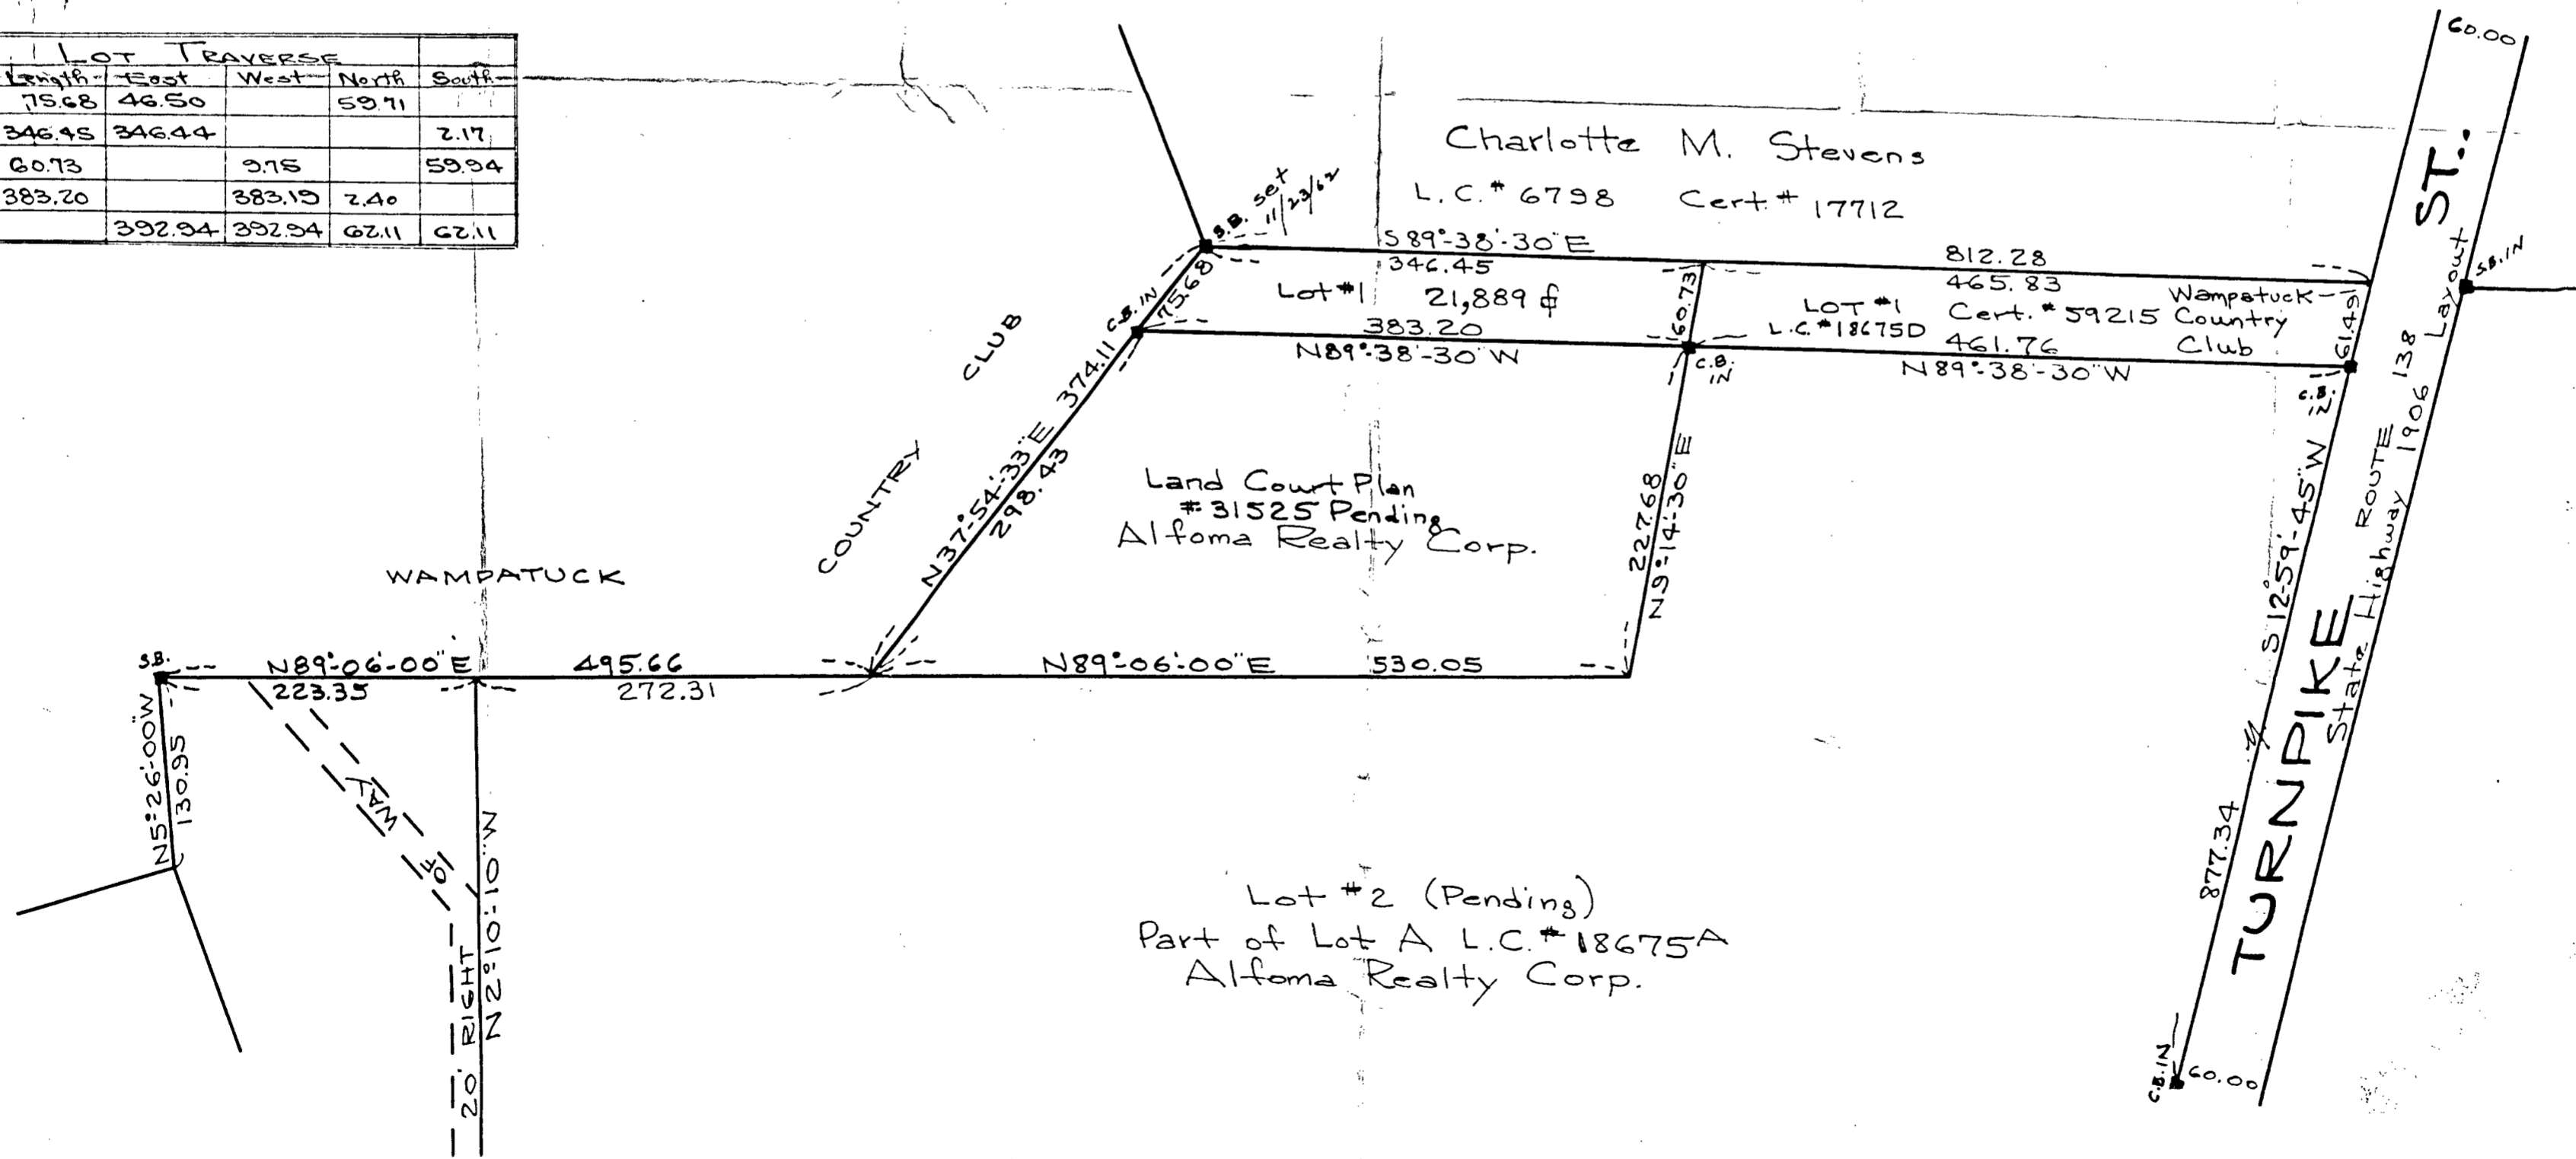 LOT TRAVERSE
Length East West North South
75.68 46.50 59.71
346.45 346.44 2.17
60.73 9.75 59.94
383.20 383.19 2.40
392.94 392.94 62.11 62.11
60.00
Charlotte M. Stevens
L.C.# 6798 Cert.# 17712
S.B. set
11/23/62
S 89°-38'-30" E
346.45
812.28
465.83
Lot #1 21,889
75.68
C.B. IN
60.73
383.20
N89°-38'-30" W
LOT #1
L.C.#18675D
Cert.#59215
Wampatuck
Country
Club
461.76
N89°-38'-30" W
61.49
C.B. IN
C.B. IN
S.B. IN
TURNPIKE ST.
State Highway 1906 Layout
ROUTE 138
S 12°-59'-45" W
877.34
WAMPATUCK COUNTRY CLUB
374.11
N37°-54'-33" E
298.43
Land Court Plan
#31525 Pending
Alfoma Realty Corp.
227.68
N9°-14'-30" E
S.B.
N89°-06'-00" E 495.66
223.35 272.31
N89°-06'-00" E 530.05
N5°-26'-00" W
130.95
20' RIGHT OF WAY
N 2°-10'-10" W
Lot #2 (Pending)
Part of Lot A L.C.#18675A
Alfoma Realty Corp.
C.B. IN
60.00